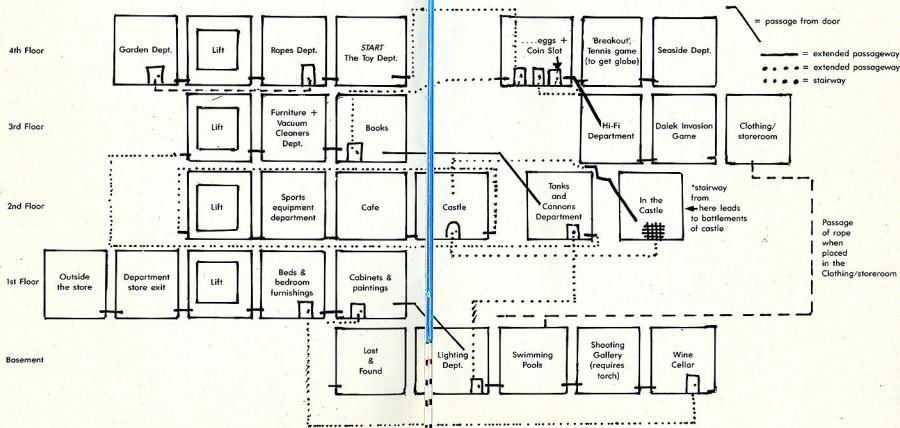 4th Floor
Garden Dept.
Lift
Ropes Dept.
START
The Toy Dept.
....eggs +
Coin Slot
'Breakout',
Tennis game
(to get globe)
Seaside Dept.
= passage from door
= extended passageway
= extended passageway
= stairway
3rd Floor
Lift
Furniture +
Vacuum
Cleaners
Dept.
Books
Hi-Fi
Department
Dalek Invasion
Game
Clothing/
storeroom
2nd Floor
Lift
Sports
equipment
department
Cafe
Castle
Tanks
and
Cannons
Department
In the
Castle
*stairway
from
here leads
to battlements
of castle
Passage
of rope
when
placed
in the
Clothing/storeroom
1st Floor
Outside
the store
Department
store exit
Lift
Beds &
bedroom
furnishings
Cabinets &
paintings
Basement
Lost
&
Found
Lighting
Dept.
Swimming
Pools
Shooting
Gallery
(requires
torch)
Wine
Cellar